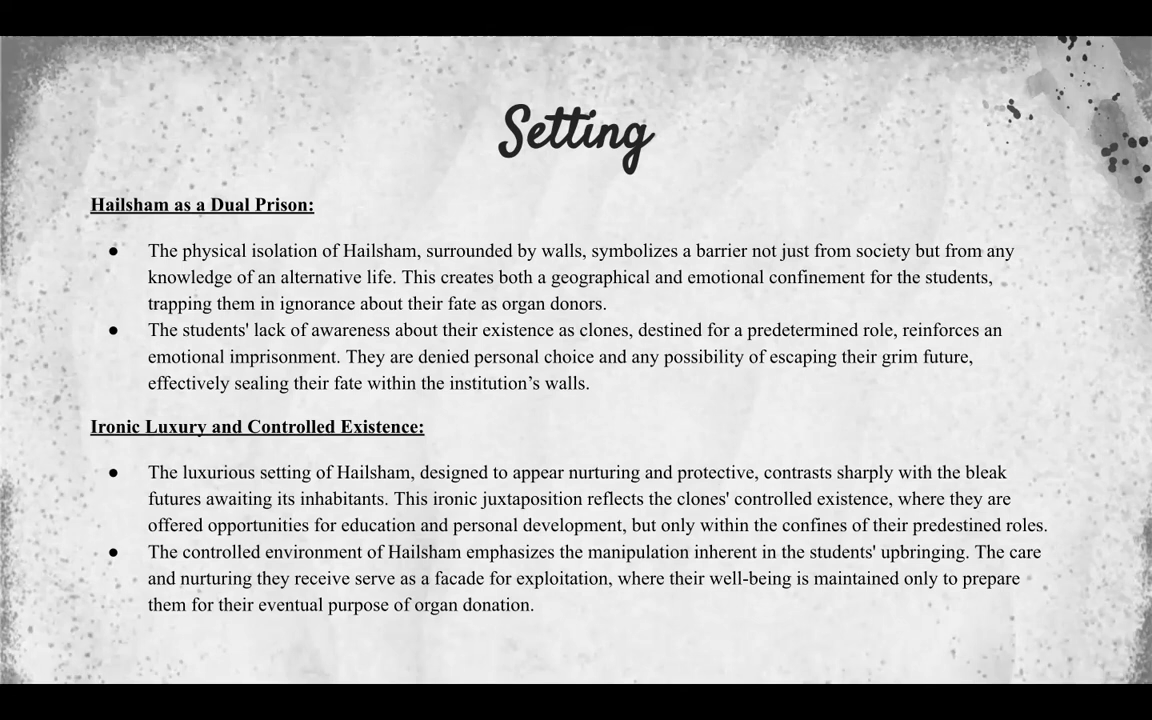 Setting
Hailsham as a Dual Prison:
● The physical isolation of Hailsham, surrounded by walls, symbolizes a barrier not just from society but from any
knowledge of an alternative life. This creates both a geographical and emotional confinement for the students,
trapping them in ignorance about their fate as organ donors.
● The students' lack of awareness about their existence as clones, destined for a predetermined role, reinforces an
emotional imprisonment. They are denied personal choice and any possibility of escaping their grim future,
effectively sealing their fate within the institution’s walls.
Ironic Luxury and Controlled Existence:
● The luxurious setting of Hailsham, designed to appear nurturing and protective, contrasts sharply with the bleak
futures awaiting its inhabitants. This ironic juxtaposition reflects the clones' controlled existence, where they are
offered opportunities for education and personal development, but only within the confines of their predestined roles.
● The controlled environment of Hailsham emphasizes the manipulation inherent in the students' upbringing. The care
and nurturing they receive serve as a facade for exploitation, where their well-being is maintained only to prepare
them for their eventual purpose of organ donation.